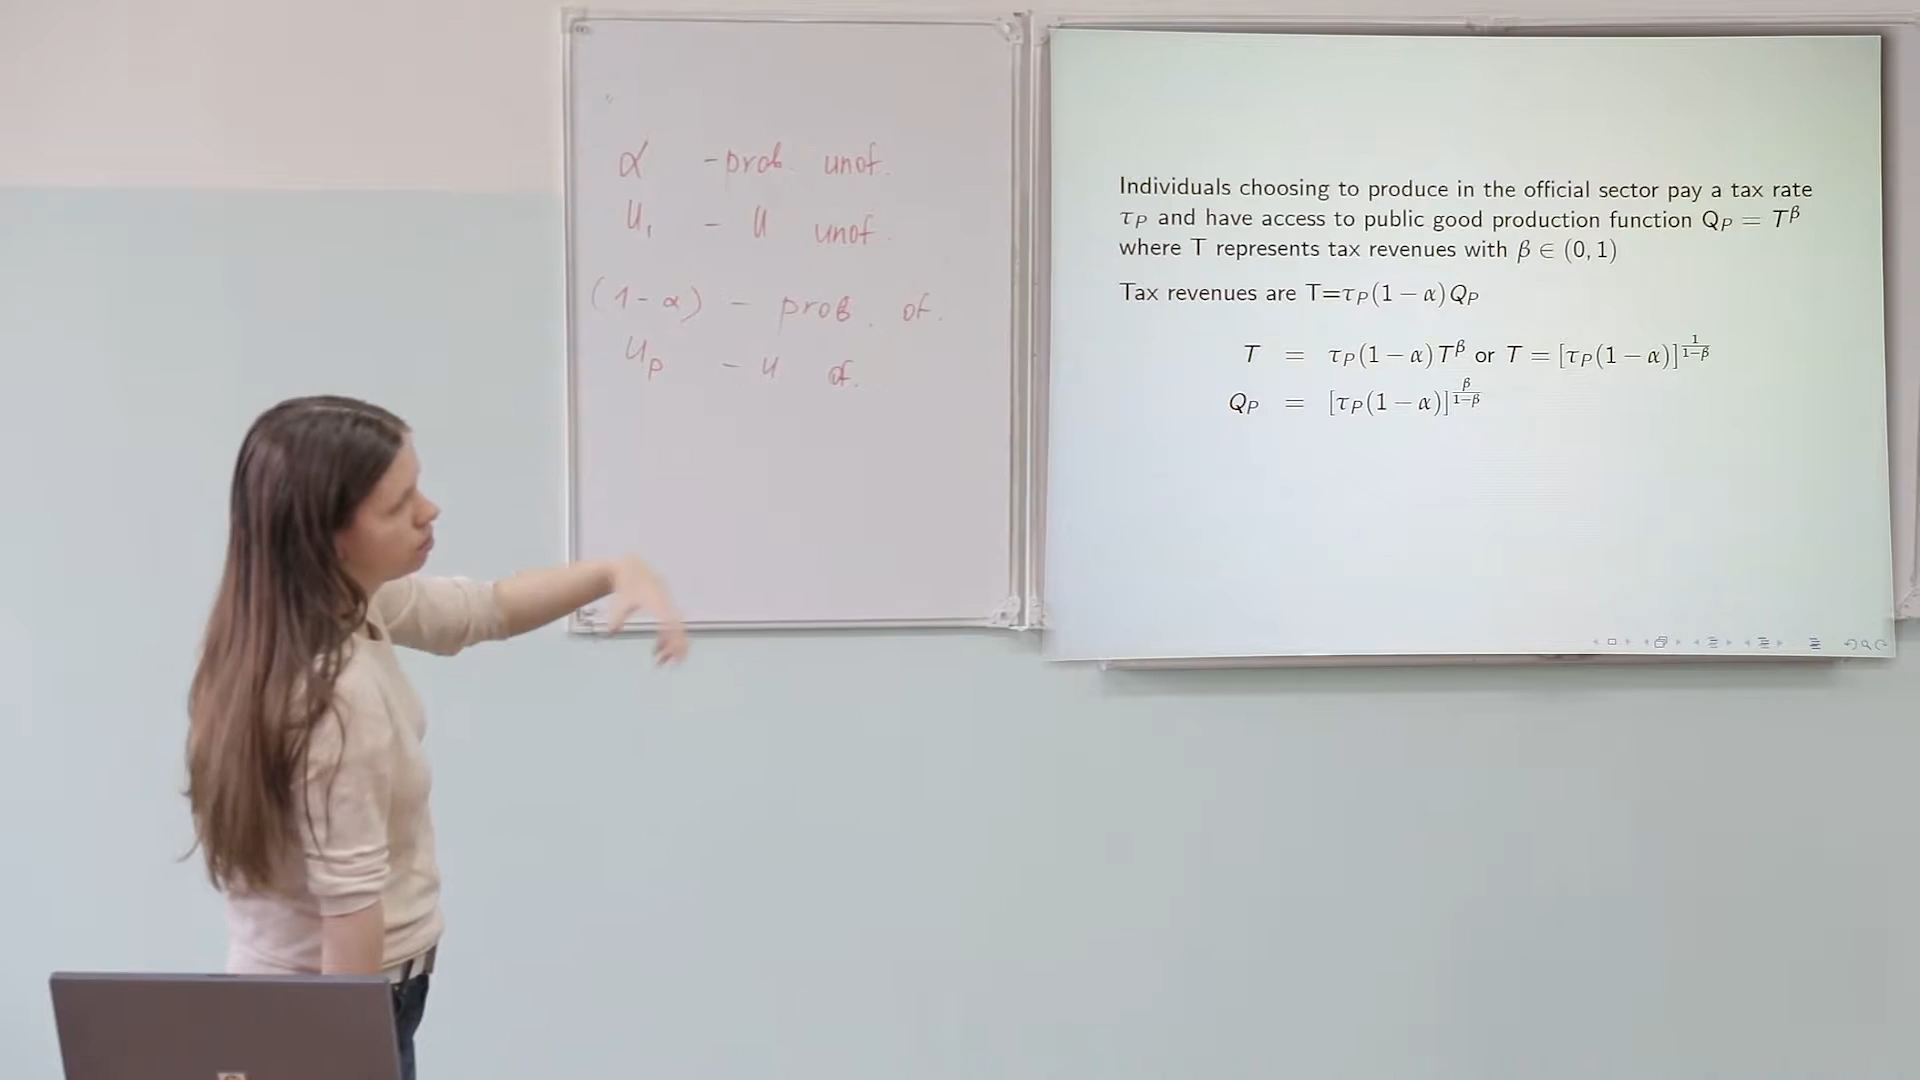 α - prob. unof.
U₁ - U unof.
(1-α) - prob. of.
Uₚ - U of.
Individuals choosing to produce in the official sector pay a tax rate
τ_P and have access to public good production function Q_P = T^β
where T represents tax revenues with β ∈ (0, 1)
Tax revenues are T=τ_P(1 − α)Q_P
T = τ_P(1 − α)T^β or T = [τ_P(1 − α)]^{1/(1−β)}
Q_P = [τ_P(1 − α)]^{β/(1−β)}